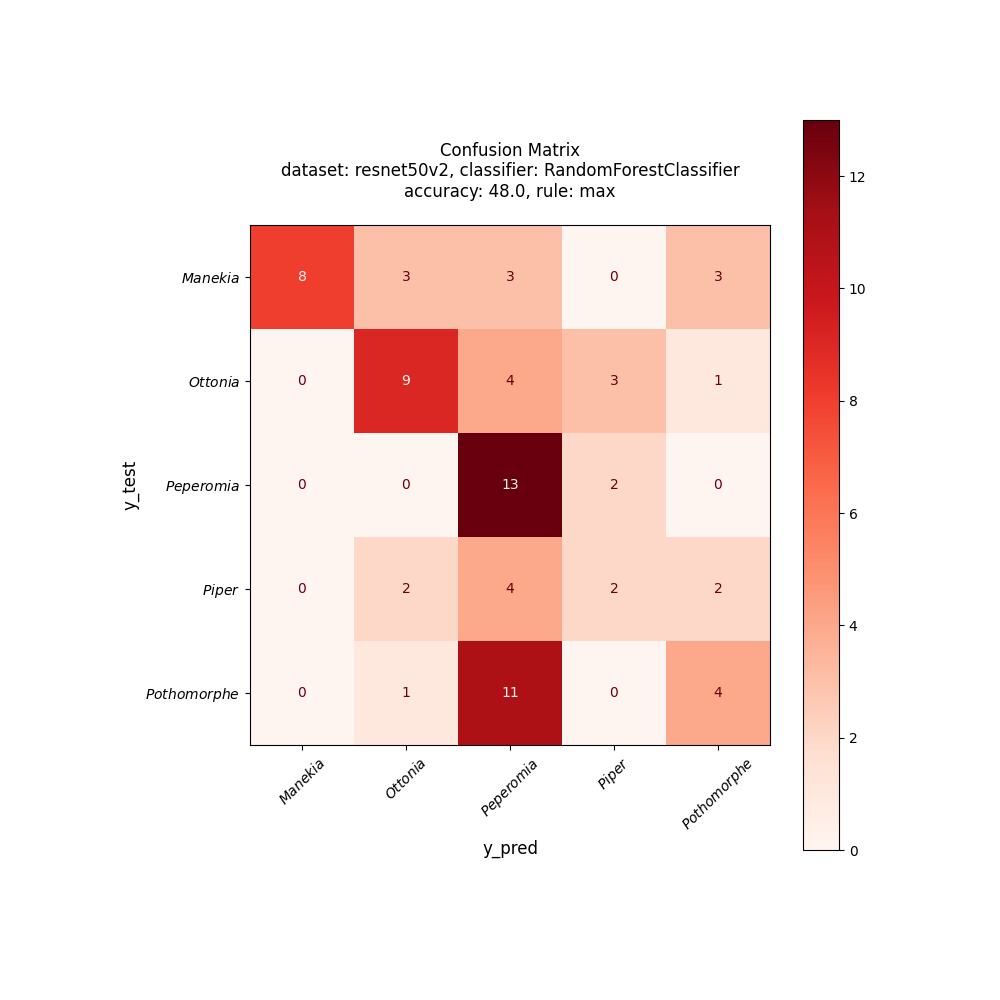 Confusion Matrix
dataset: resnet50v2, classifier: RandomForestClassifier
accuracy: 48.0, rule: max
Manekia 8 3 3 0 3
Ottonia 0 9 4 3 1
Peperomia 0 0 13 2 0
Piper 0 2 4 2 2
Pothomorphe 0 1 11 0 4
y_test
Manekia Ottonia Peperomia Piper Pothomorphe
y_pred
12
10
8
6
4
2
0